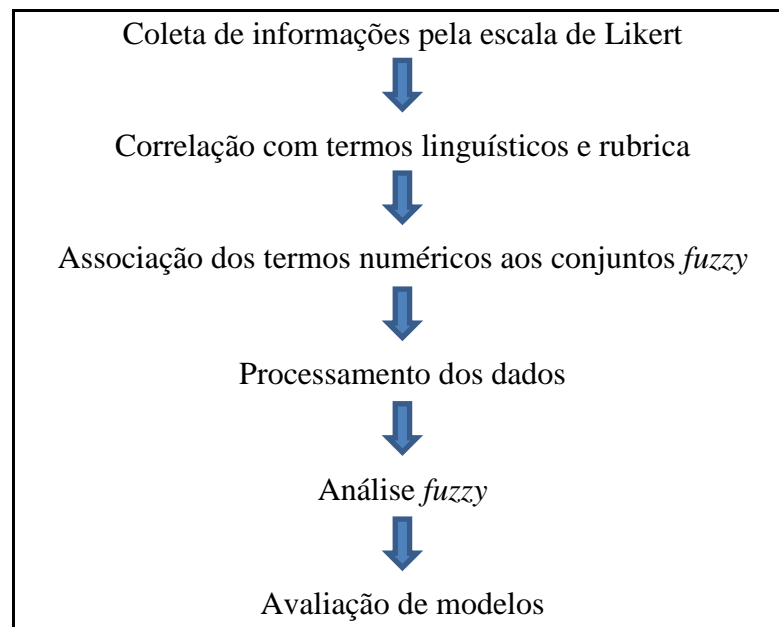 Coleta de informações pela escala de Likert
Correlação com termos linguísticos e rubrica
Associação dos termos numéricos aos conjuntos fuzzy
Processamento dos dados
Análise fuzzy
Avaliação de modelos